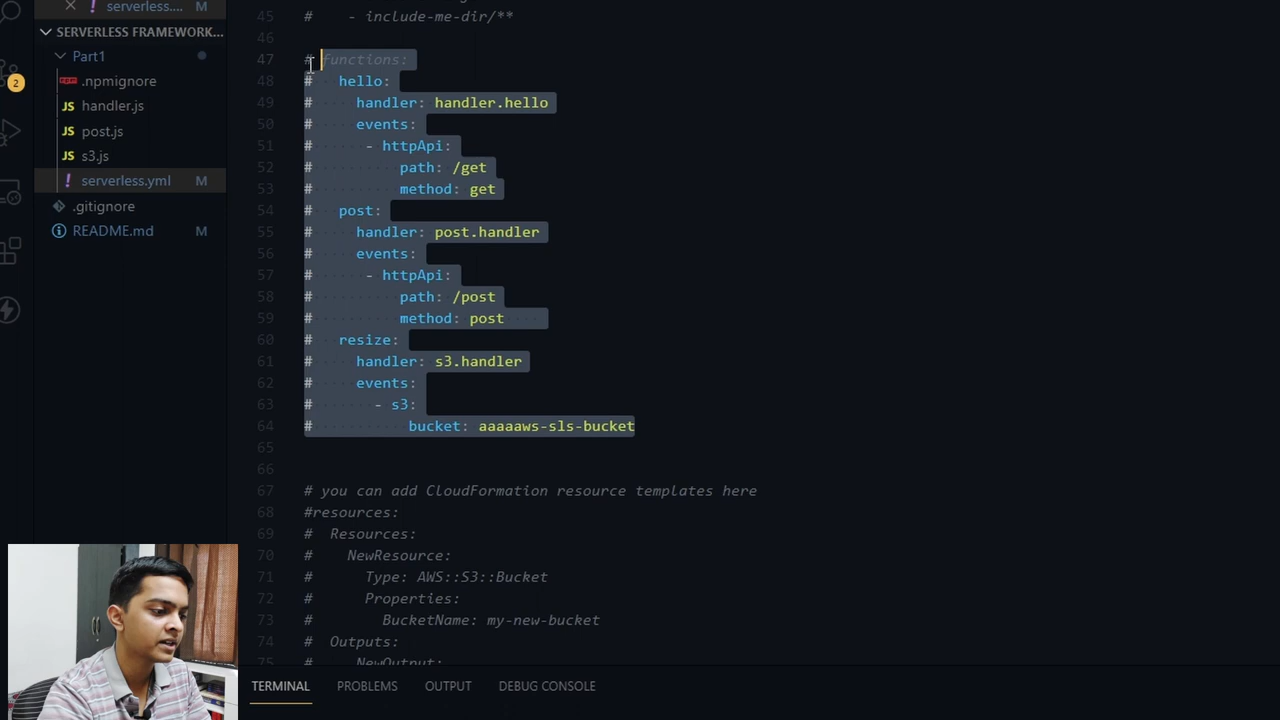 serverless.... M
SERVERLESS FRAMEWORK...
Part1
.npmignore
JS handler.js
JS post.js
JS s3.js
! serverless.yml M
.gitignore
README.md M
2
45 #    - include-me-dir/**
46
47 # functions:
48 #   hello:
49 #     handler: handler.hello
50 #     events:
51 #      - httpApi:
52 #          path: /get
53 #          method: get
54 #   post:
55 #     handler: post.handler
56 #     events:
57 #      - httpApi:
58 #          path: /post
59 #          method: post
60 #   resize:
61 #     handler: s3.handler
62 #     events:
63 #       - s3:
64 #           bucket: aaaaaws-sls-bucket
65
66
67 # you can add CloudFormation resource templates here
68 #resources:
69 #  Resources:
70 #    NewResource:
71 #      Type: AWS::S3::Bucket
72 #      Properties:
73 #        BucketName: my-new-bucket
74 #  Outputs:
75 #     NewOutput:
TERMINAL PROBLEMS OUTPUT DEBUG CONSOLE